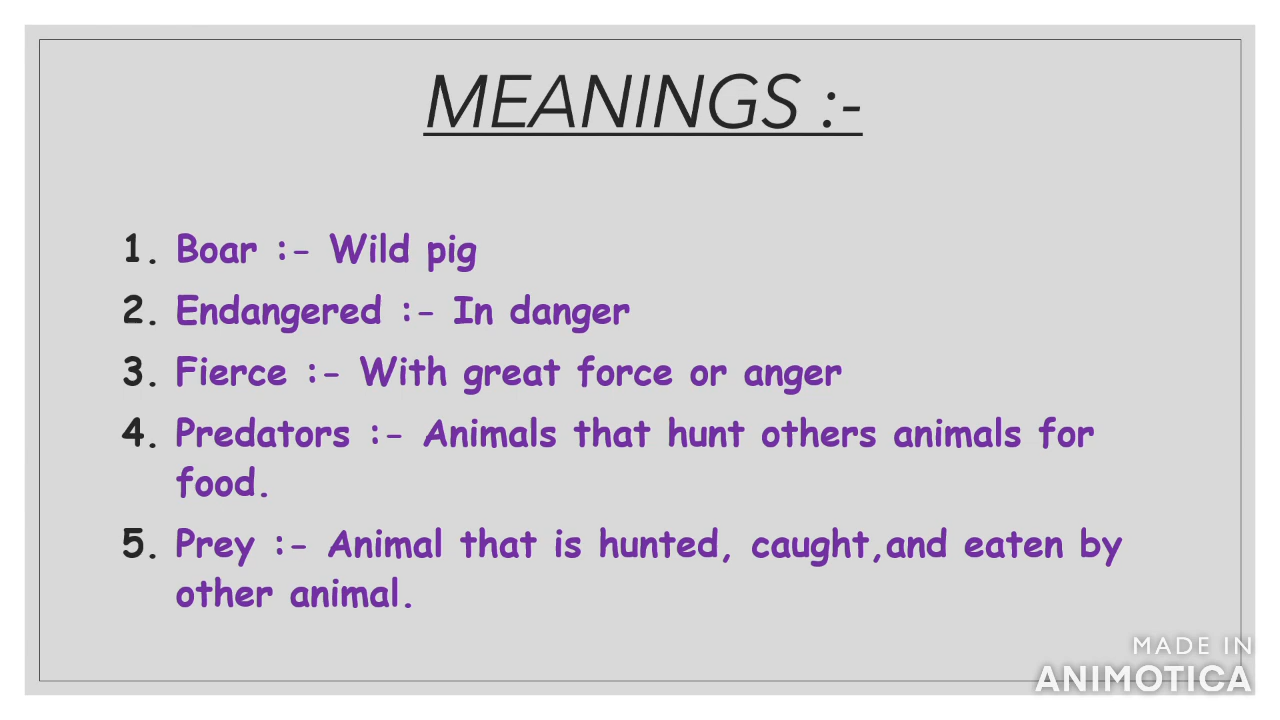 MEANINGS :-
1. Boar :- Wild pig
2. Endangered :- In danger
3. Fierce :- With great force or anger
4. Predators :- Animals that hunt others animals for
food.
5. Prey :- Animal that is hunted, caught,and eaten by
other animal.
MADE IN
ANIMOTICA